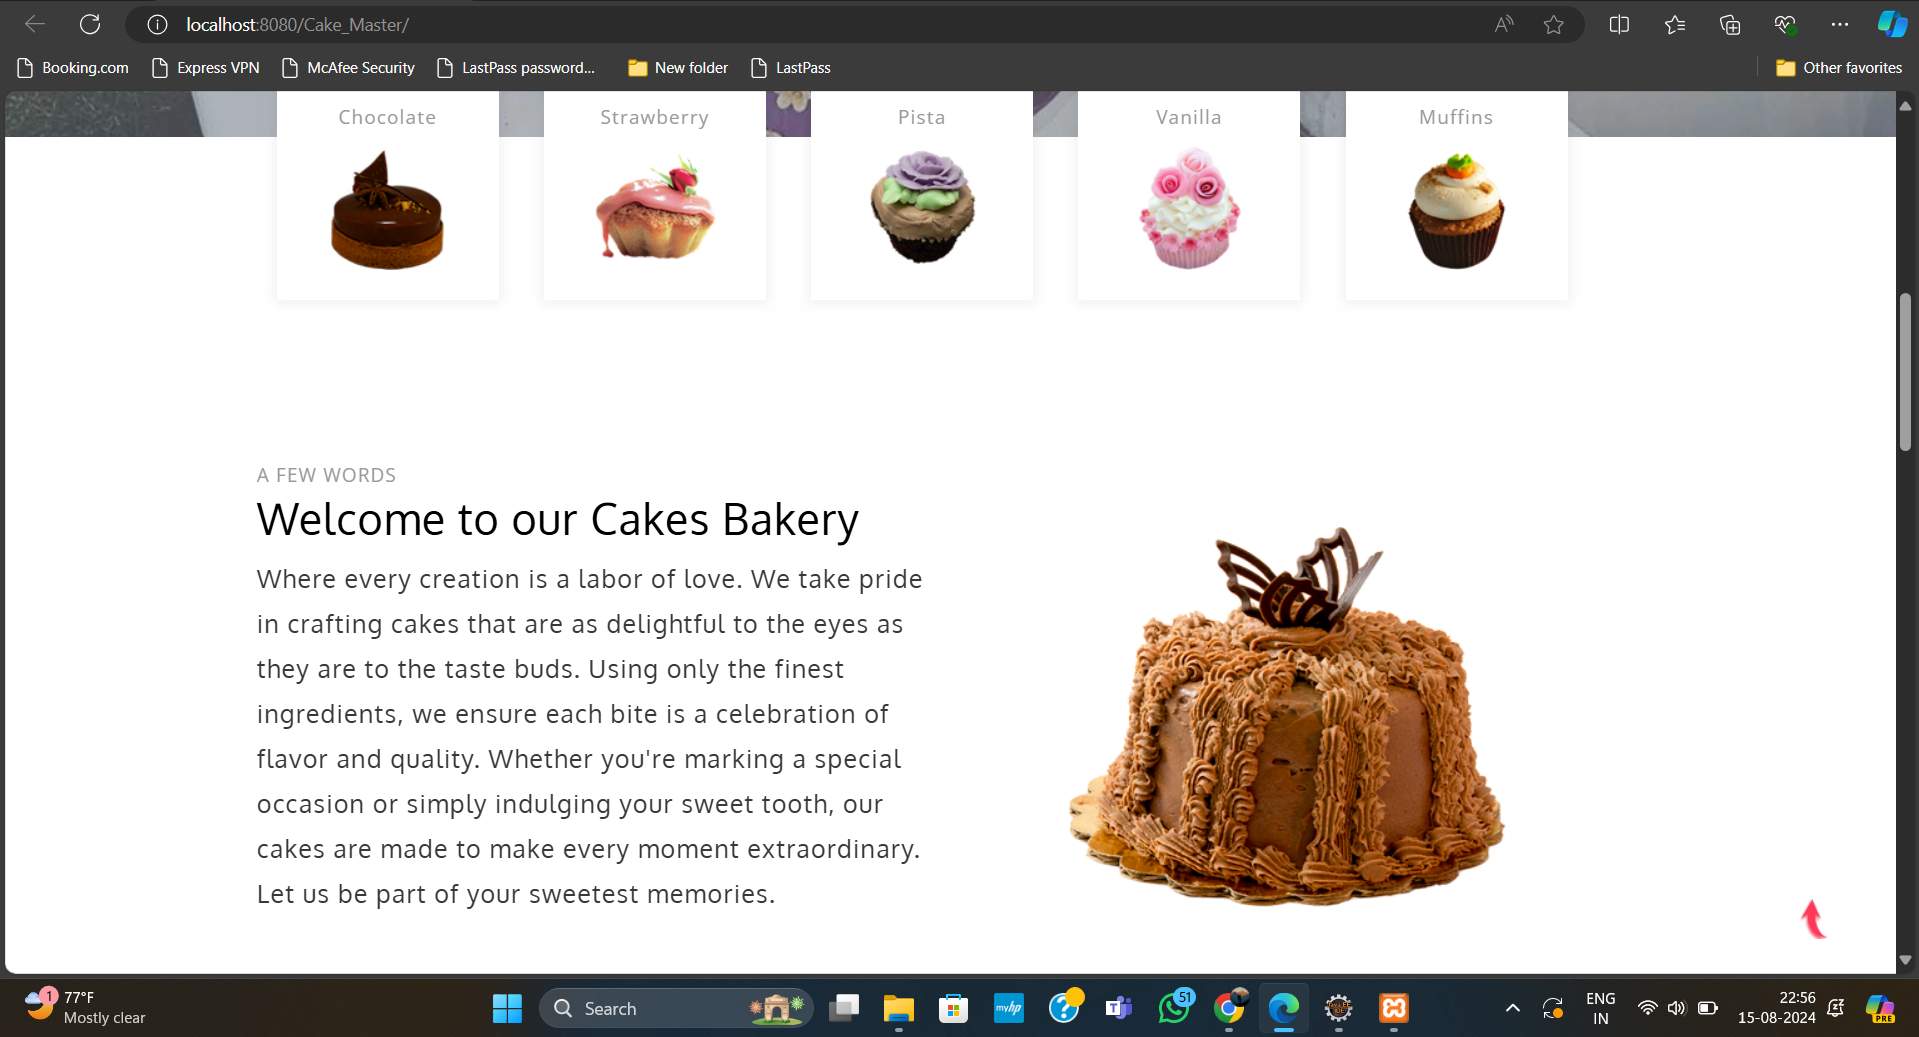 localhost:8080/Cake_Master/
Booking.com
Express VPN
McAfee Security
LastPass password...
New folder
LastPass
Other favorites
Chocolate
Strawberry
Pista
Vanilla
Muffins
A FEW WORDS
Welcome to our Cakes Bakery
Where every creation is a labor of love. We take pride
in crafting cakes that are as delightful to the eyes as
they are to the taste buds. Using only the finest
ingredients, we ensure each bite is a celebration of
flavor and quality. Whether you're marking a special
occasion or simply indulging your sweet tooth, our
cakes are made to make every moment extraordinary.
Let us be part of your sweetest memories.
1
77°F
Mostly clear
Search
myhp
51
ENG
IN
22:56
15-08-2024
PRE